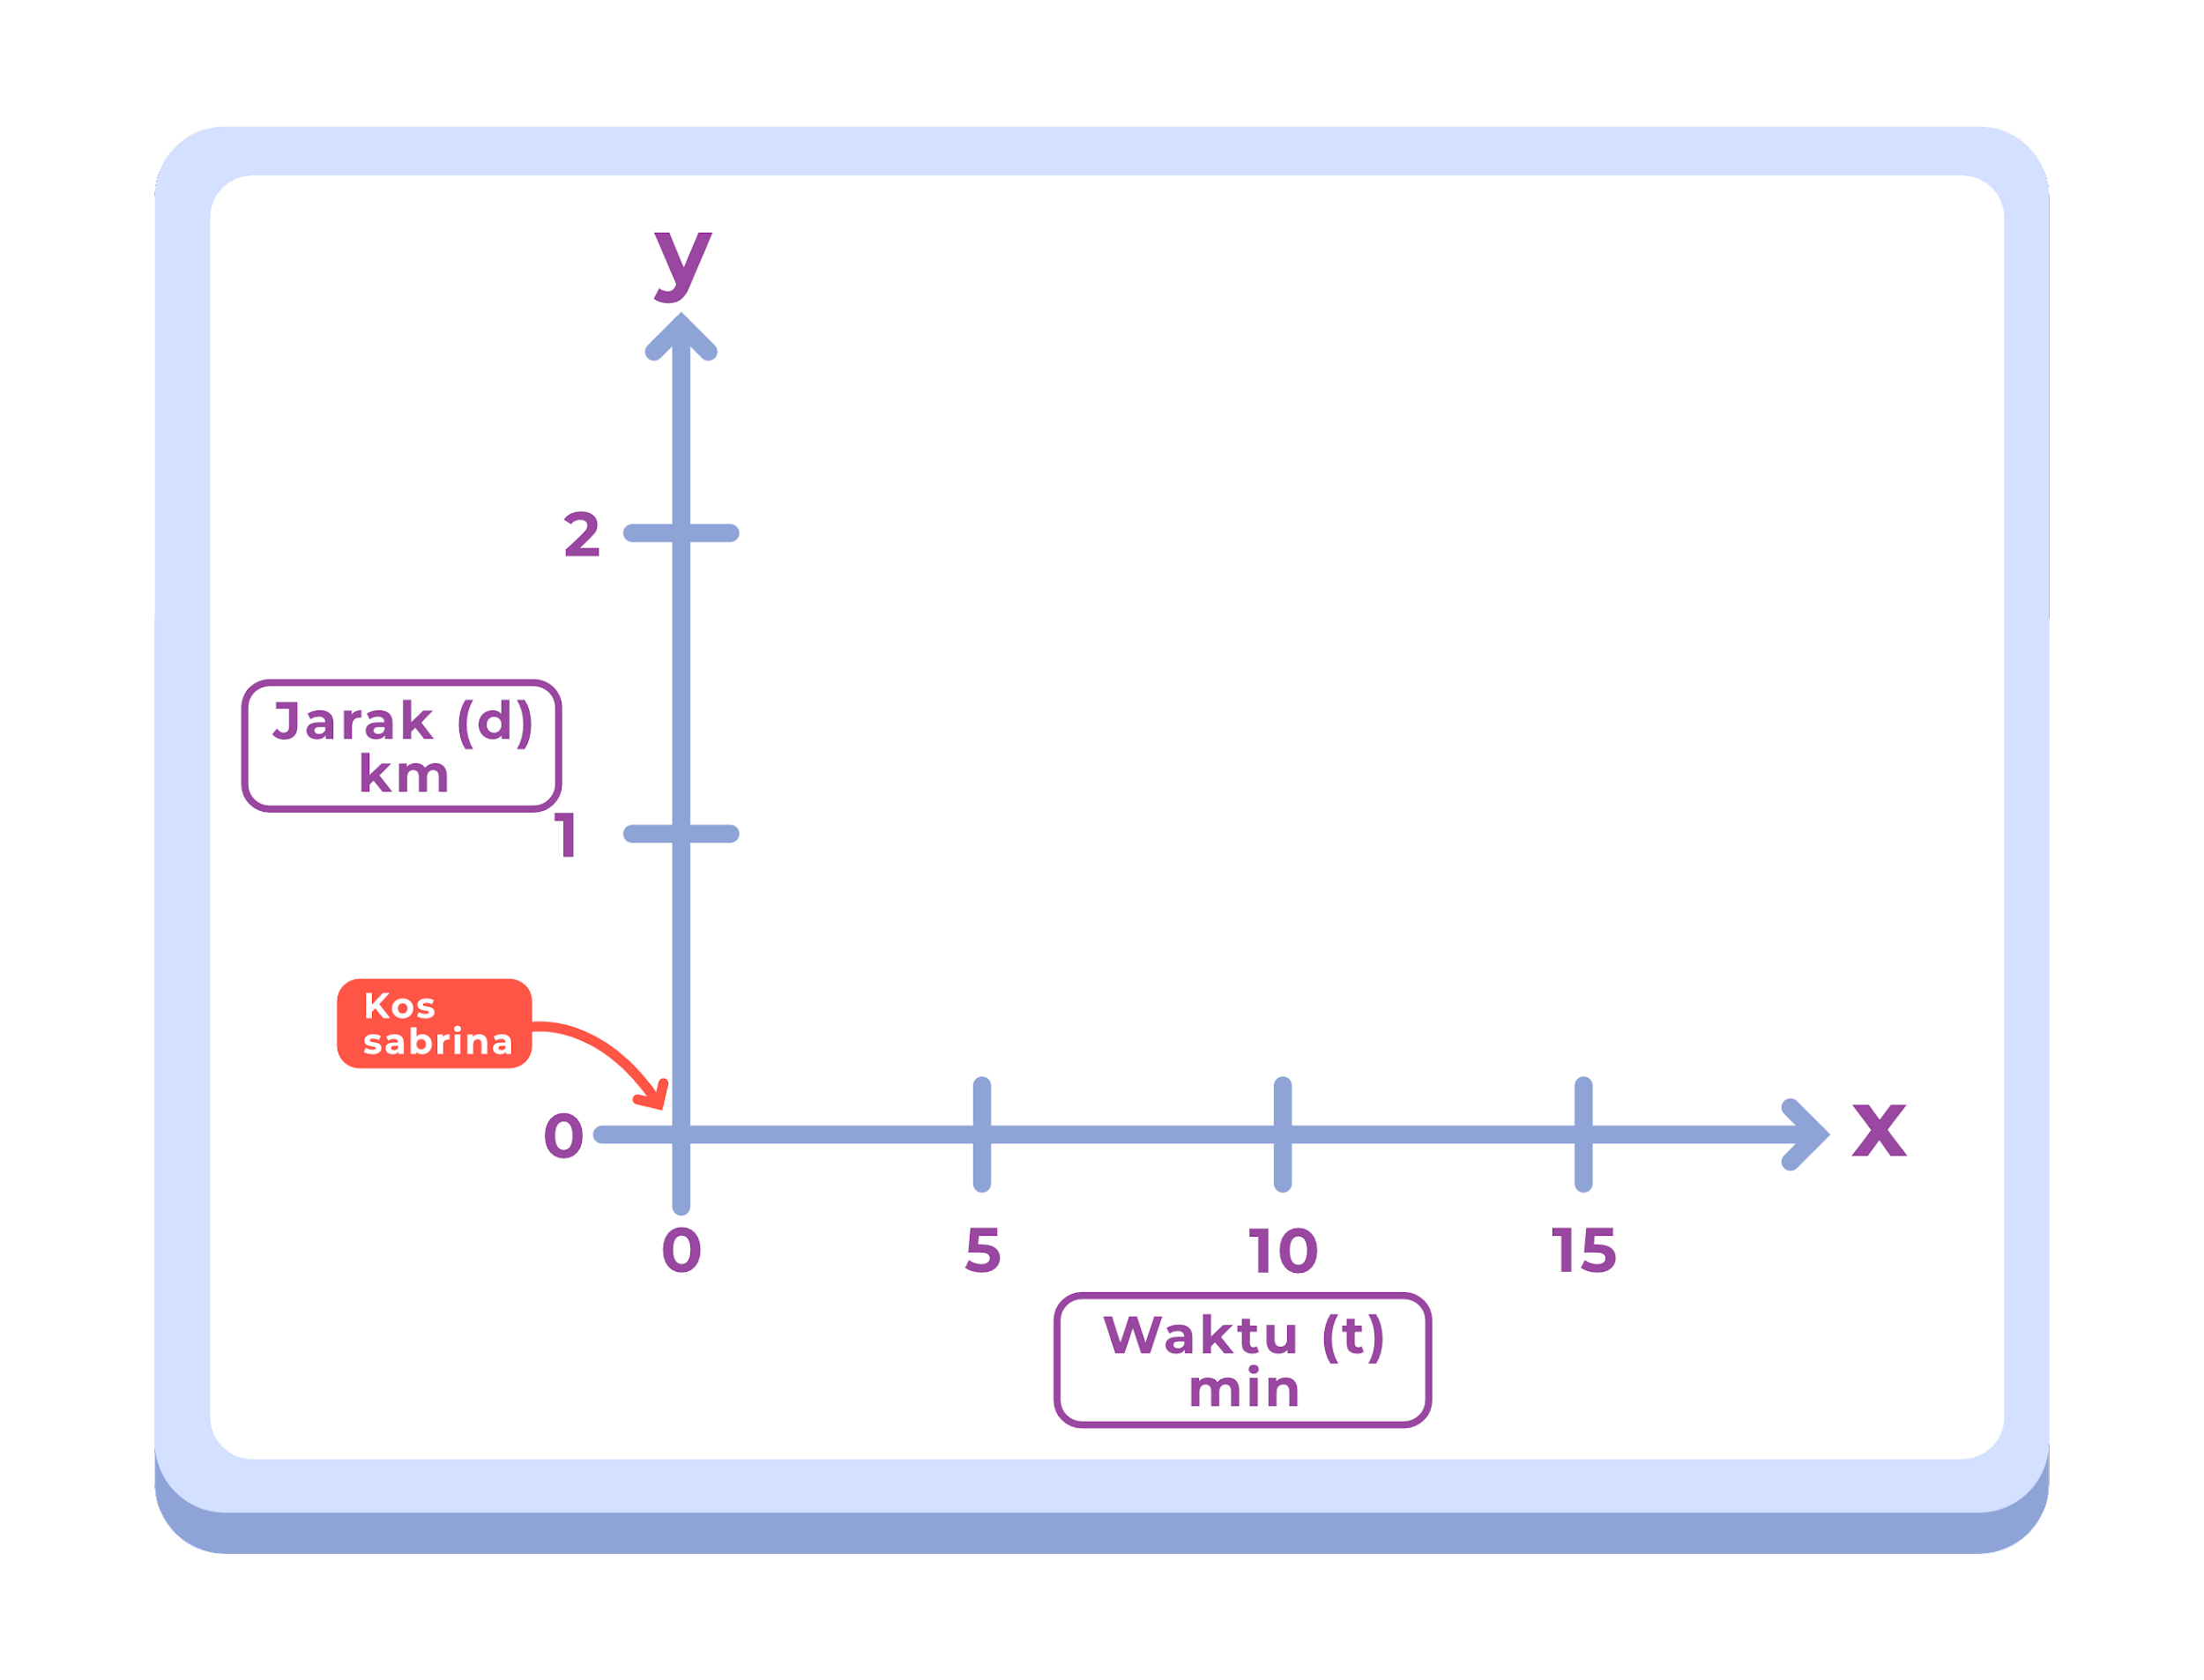 y
2
Jarak (d)
km
1
Kos
sabrina
0
x
0
5
10
15
Waktu (t)
min